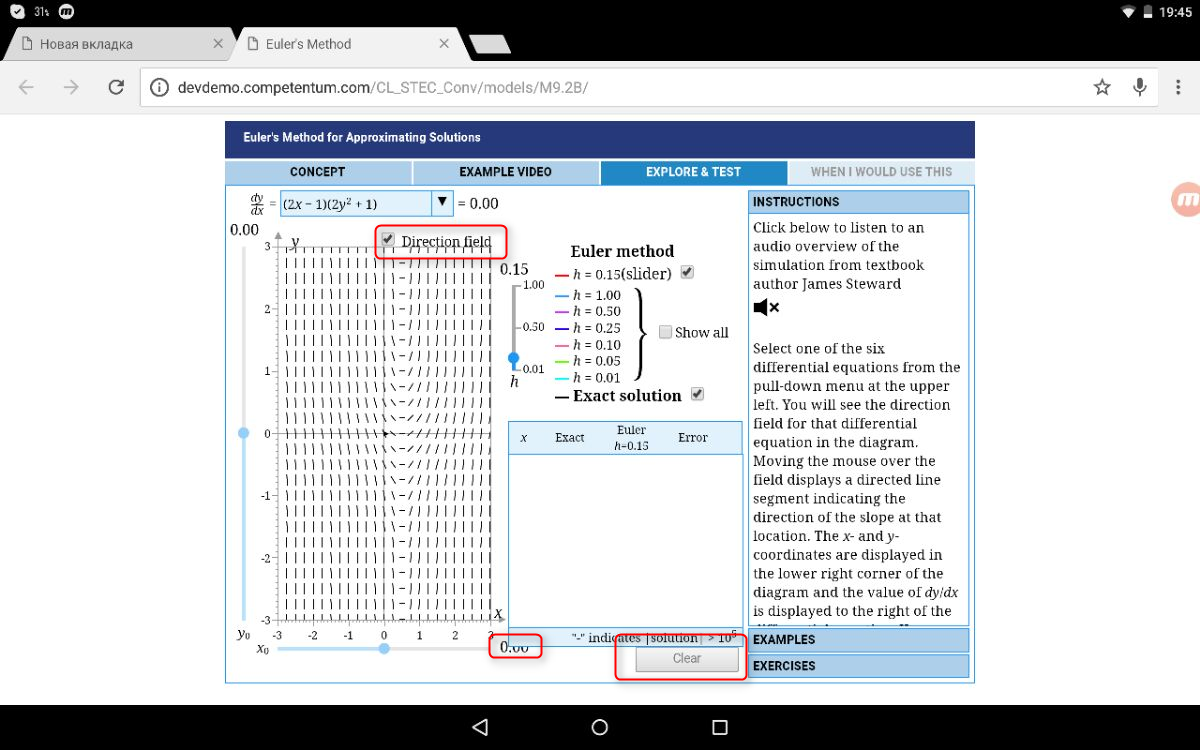 31%
19:45
Новая вкладка
Euler's Method
devdemo.competentum.com/CL_STEC_Conv/models/M9.2B/
Euler's Method for Approximating Solutions
CONCEPT
EXAMPLE VIDEO
EXPLORE & TEST
WHEN I WOULD USE THIS
dy/dx = (2x − 1)(2y² + 1) = 0.00
0.00
Direction field
y
3
2
1
0
-1
-2
-3
x
-3 -2 -1 0 1 2 3
y₀
x₀
0.00
0.15
1.00
0.50
0.01
h
Euler method
h = 0.15(slider)
h = 1.00
h = 0.50
h = 0.25
h = 0.10
h = 0.05
h = 0.01
Show all
Exact solution
x Exact Euler h=0.15 Error
"-" indicates |solution| > 10⁵
Clear
INSTRUCTIONS
Click below to listen to an
audio overview of the
simulation from textbook
author James Steward
Select one of the six
differential equations from the
pull-down menu at the upper
left. You will see the direction
field for that differential
equation in the diagram.
Moving the mouse over the
field displays a directed line
segment indicating the
direction of the slope at that
location. The x- and y-
coordinates are displayed in
the lower right corner of the
diagram and the value of dy/dx
is displayed to the right of the
EXAMPLES
EXERCISES